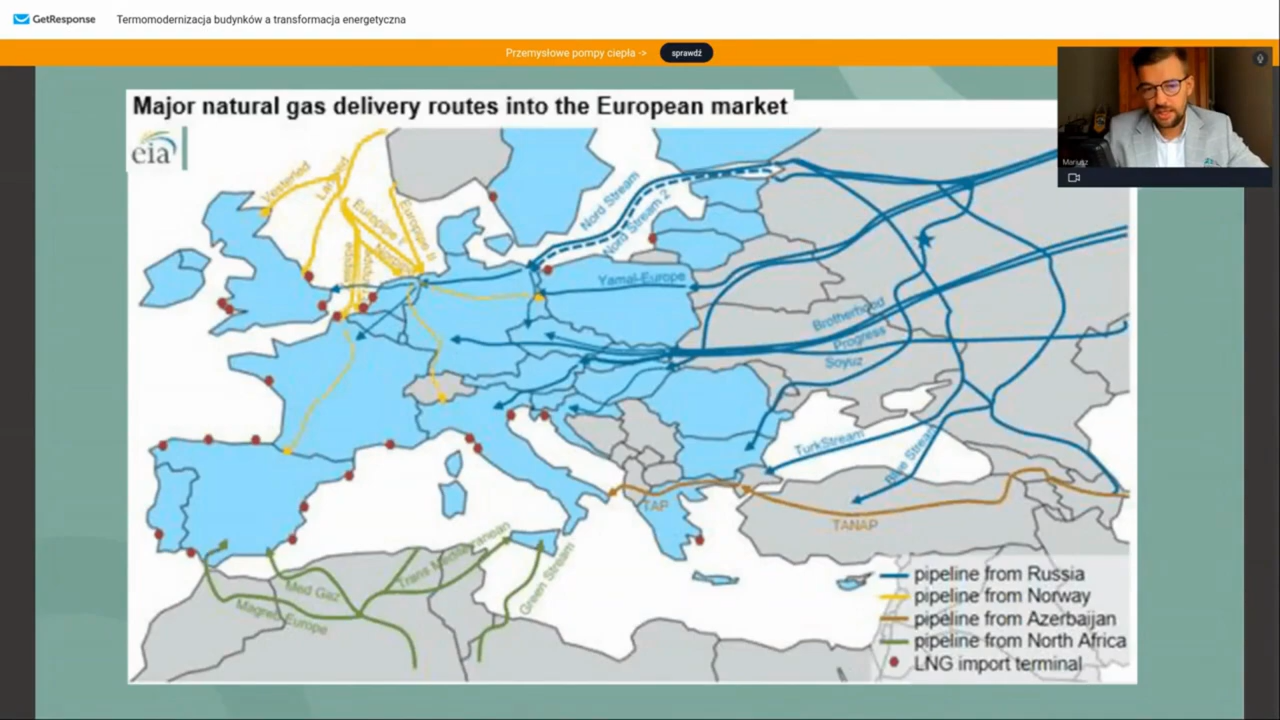 GetResponse
Termomodernizacja budynków a transformacja energetyczna
Przemysłowe pompy ciepła ->
sprawdź
Mariusz
Major natural gas delivery routes into the European market
eia
Vesterled
Europipe II
Nord Stream
Nord Stream 2
Yamal-Europe
Brotherhood
Progress
Soyuz
TurkStream
Blue Stream
TAP
TANAP
Trans Mediterranean
Green Stream
Med Gaz
Magreb-Europe
pipeline from Russia
pipeline from Norway
pipeline from Azerbaijan
pipeline from North Africa
LNG import terminal